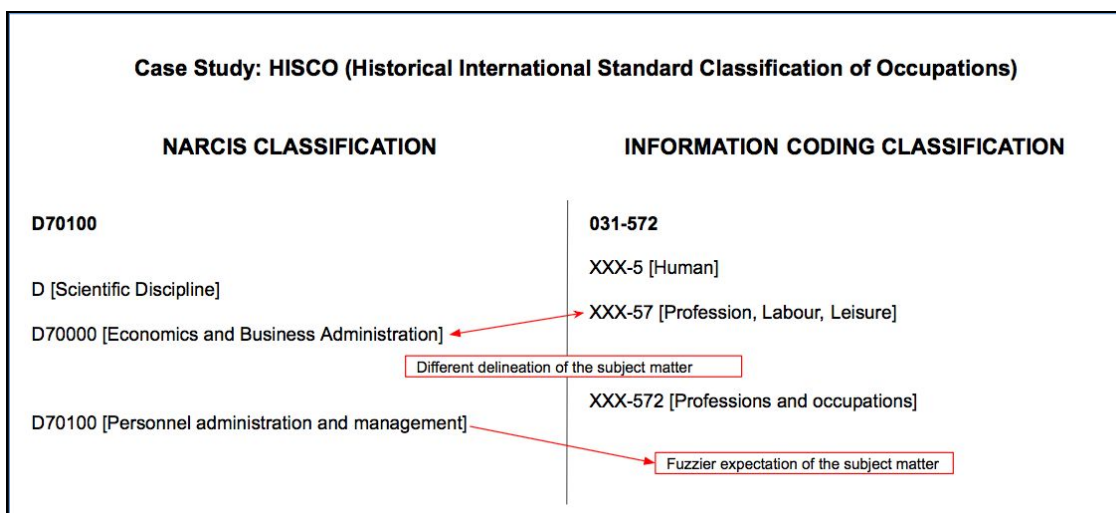 Case Study: HISCO (Historical International Standard Classification of Occupations)
NARCIS CLASSIFICATION
INFORMATION CODING CLASSIFICATION
D70100
031-572
XXX-5 [Human]
D [Scientific Discipline]
XXX-57 [Profession, Labour, Leisure]
D70000 [Economics and Business Administration]
Different delineation of the subject matter
XXX-572 [Professions and occupations]
D70100 [Personnel administration and management]
Fuzzier expectation of the subject matter